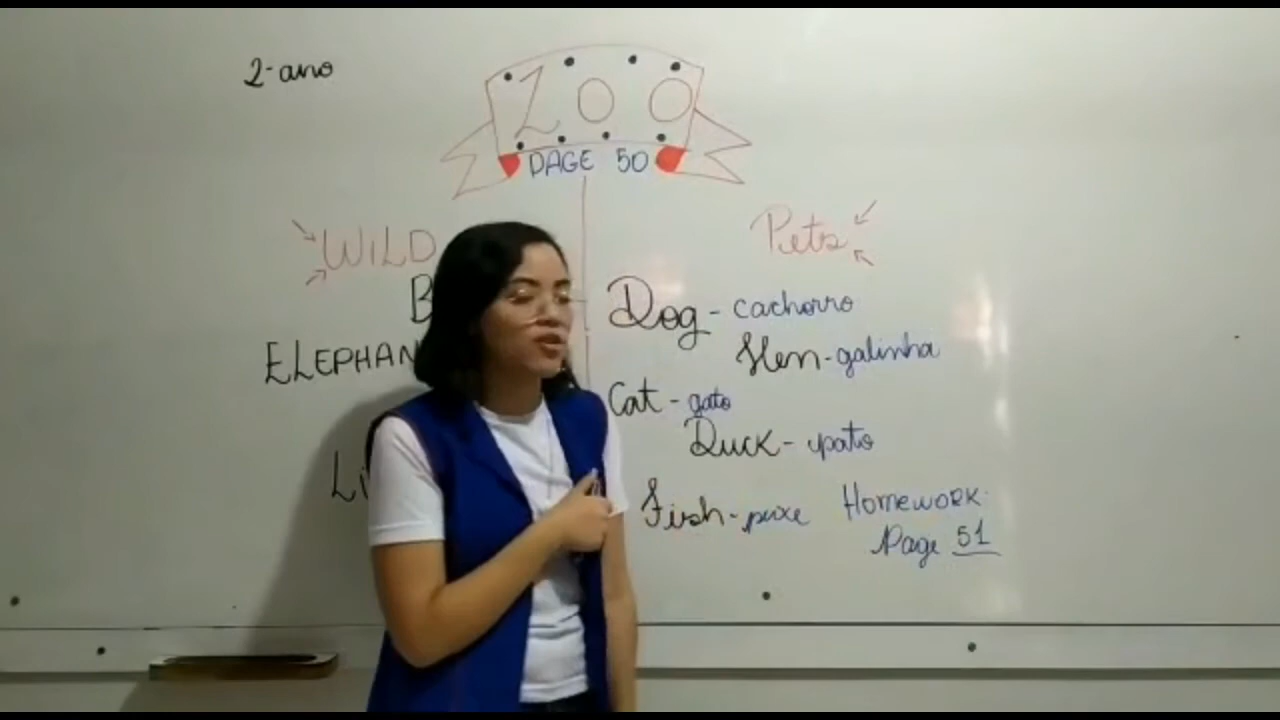 2-ano
ZOO
PAGE 50
WILD
Pets
B
Dog - cachorro
Hen - galinha
ELEPHAN
Cat - gato
Duck - pato
Li
Fish - peixe
HomewORK
Page 51